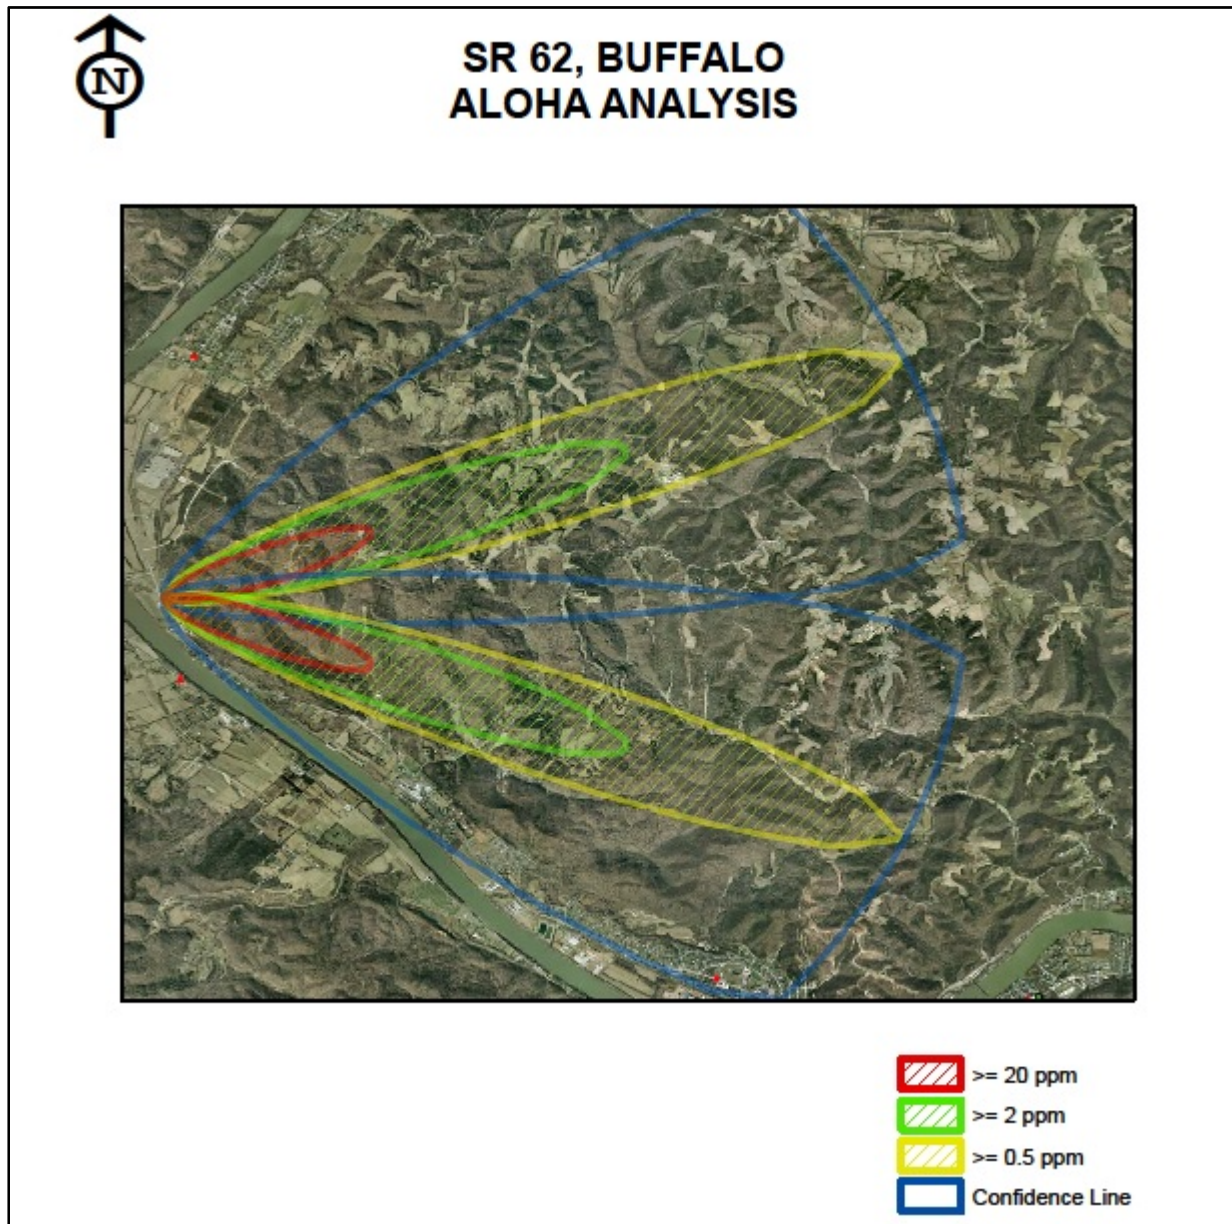 N
SR 62, BUFFALO
ALOHA ANALYSIS
>= 20 ppm
>= 2 ppm
>= 0.5 ppm
Confidence Line